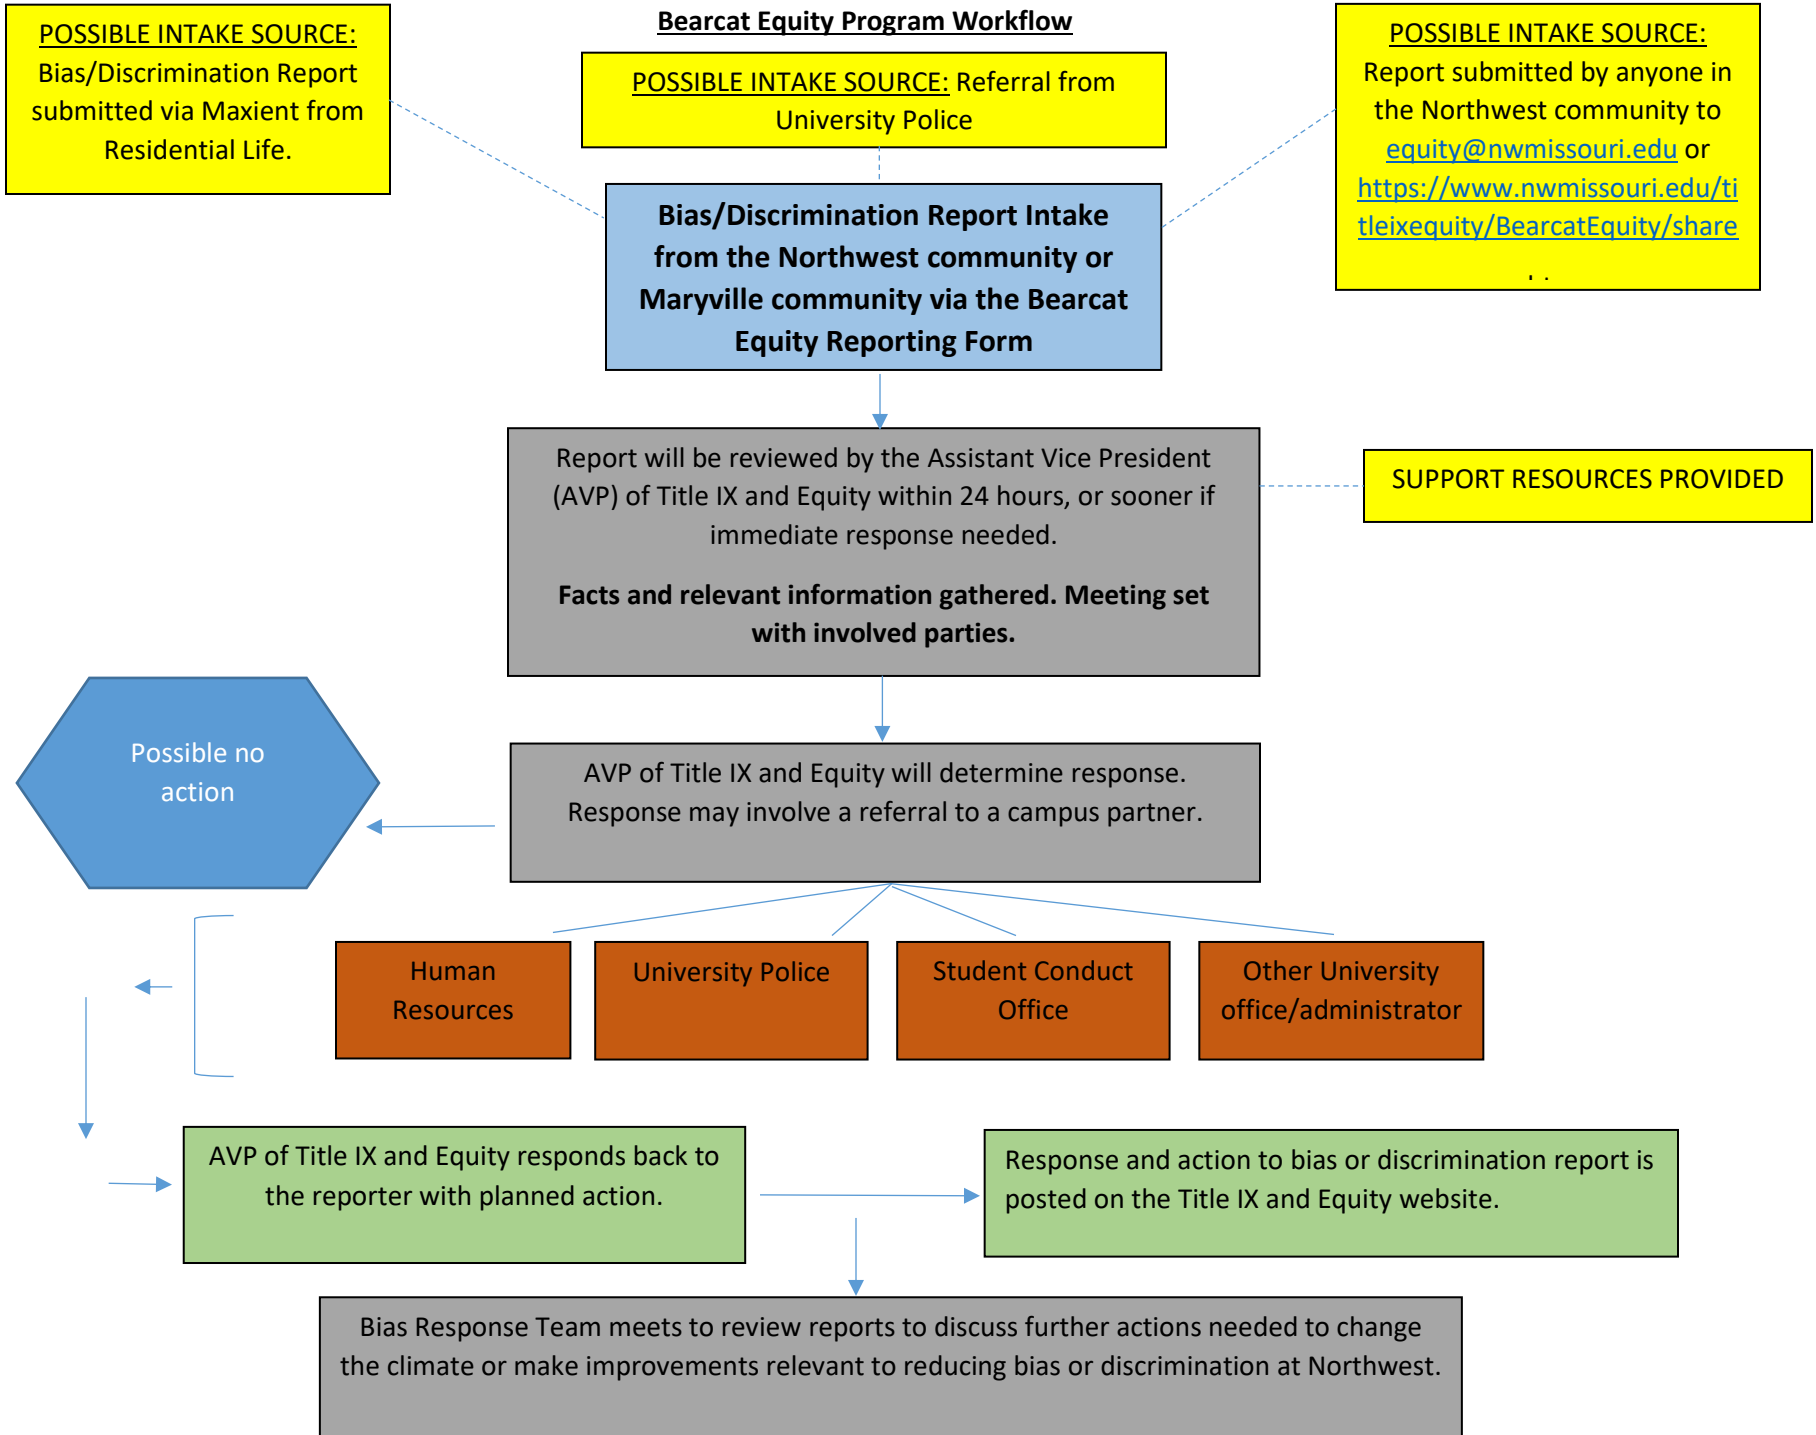 Bearcat Equity Program Workflow
POSSIBLE INTAKE SOURCE:
Bias/Discrimination Report
submitted via Maxient from
Residential Life.
POSSIBLE INTAKE SOURCE: Referral from
University Police
POSSIBLE INTAKE SOURCE:
Report submitted by anyone in
the Northwest community to
equity@nwmissouri.edu or
https://www.nwmissouri.edu/ti
tleixequity/BearcatEquity/share
Bias/Discrimination Report Intake
from the Northwest community or
Maryville community via the Bearcat
Equity Reporting Form
Report will be reviewed by the Assistant Vice President
(AVP) of Title IX and Equity within 24 hours, or sooner if
immediate response needed.
Facts and relevant information gathered. Meeting set
with involved parties.
SUPPORT RESOURCES PROVIDED
Possible no
action
AVP of Title IX and Equity will determine response.
Response may involve a referral to a campus partner.
Human
Resources
University Police
Student Conduct
Office
Other University
office/administrator
AVP of Title IX and Equity responds back to
the reporter with planned action.
Response and action to bias or discrimination report is
posted on the Title IX and Equity website.
Bias Response Team meets to review reports to discuss further actions needed to change
the climate or make improvements relevant to reducing bias or discrimination at Northwest.